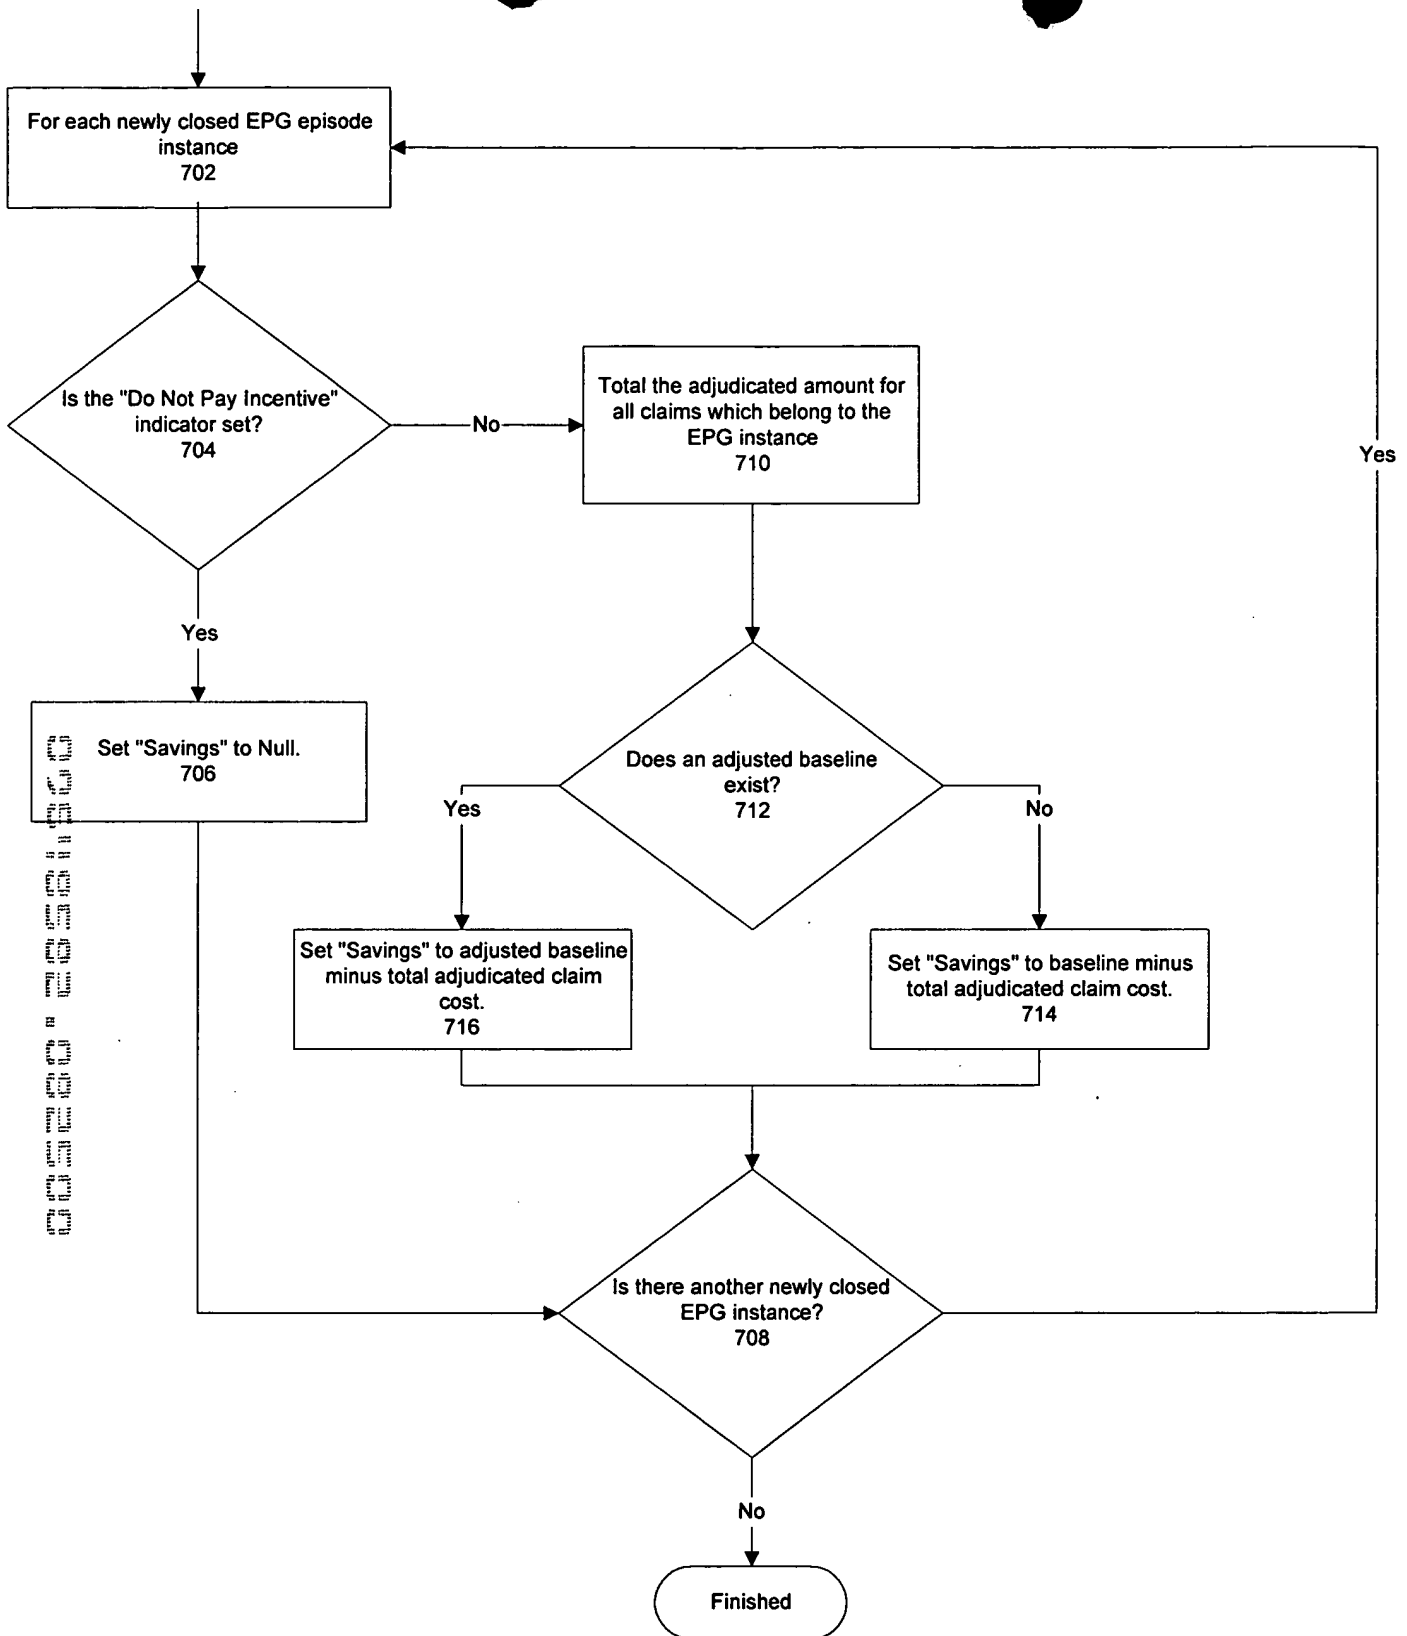 For each newly closed EPG episode
instance
702
Is the "Do Not Pay Incentive"
indicator set?
704
No
Total the adjudicated amount for
all claims which belong to the
EPG instance
710
Yes
Yes
Set "Savings" to Null.
706
Does an adjusted baseline
exist?
712
Yes
No
Set "Savings" to adjusted baseline
minus total adjudicated claim
cost.
716
Set "Savings" to baseline minus
total adjudicated claim cost.
714
Is there another newly closed
EPG instance?
708
No
Finished